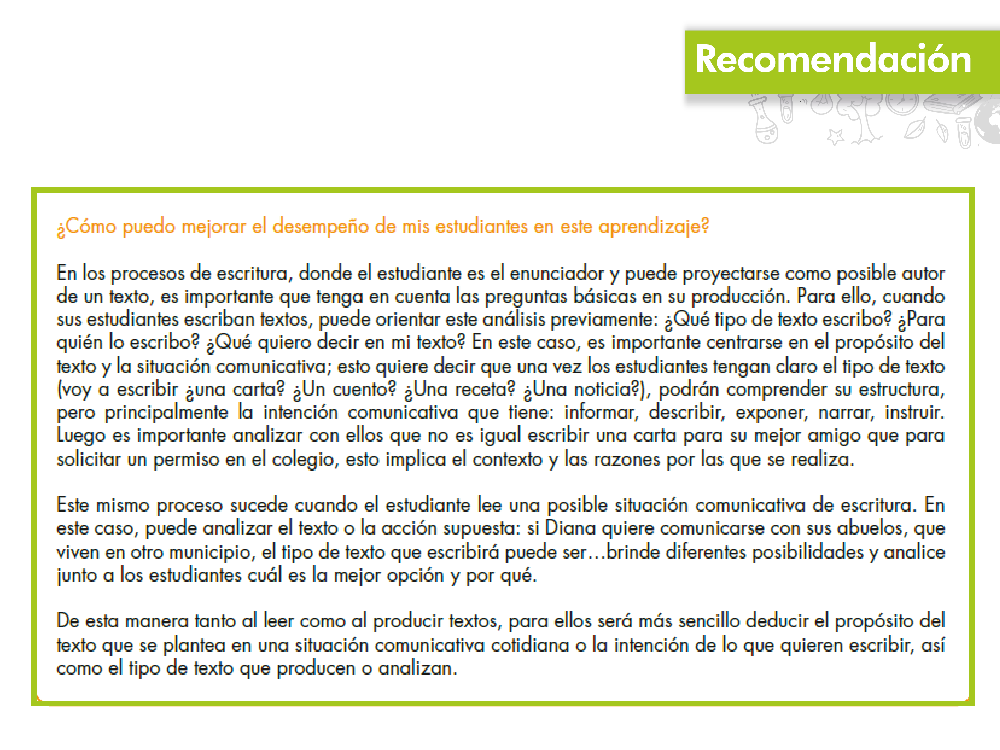 Recomendación
¿Cómo puedo mejorar el desempeño de mis estudiantes en este aprendizaje?
En los procesos de escritura, donde el estudiante es el enunciador y puede proyectarse como posible autor
de un texto, es importante que tenga en cuenta las preguntas básicas en su producción. Para ello, cuando
sus estudiantes escriban textos, puede orientar este análisis previamente: ¿Qué tipo de texto escribo? ¿Para
quién lo escribo? ¿Qué quiero decir en mi texto? En este caso, es importante centrarse en el propósito del
texto y la situación comunicativa; esto quiere decir que una vez los estudiantes tengan claro el tipo de texto
(voy a escribir ¿una carta? ¿Un cuento? ¿Una receta? ¿Una noticia?), podrán comprender su estructura,
pero principalmente la intención comunicativa que tiene: informar, describir, exponer, narrar, instruir.
Luego es importante analizar con ellos que no es igual escribir una carta para su mejor amigo que para
solicitar un permiso en el colegio, esto implica el contexto y las razones por las que se realiza.
Este mismo proceso sucede cuando el estudiante lee una posible situación comunicativa de escritura. En
este caso, puede analizar el texto o la acción supuesta: si Diana quiere comunicarse con sus abuelos, que
viven en otro municipio, el tipo de texto que escribirá puede ser...brinde diferentes posibilidades y analice
junto a los estudiantes cuál es la mejor opción y por qué.
De esta manera tanto al leer como al producir textos, para ellos será más sencillo deducir el propósito del
texto que se plantea en una situación comunicativa cotidiana o la intención de lo que quieren escribir, así
como el tipo de texto que producen o analizan.